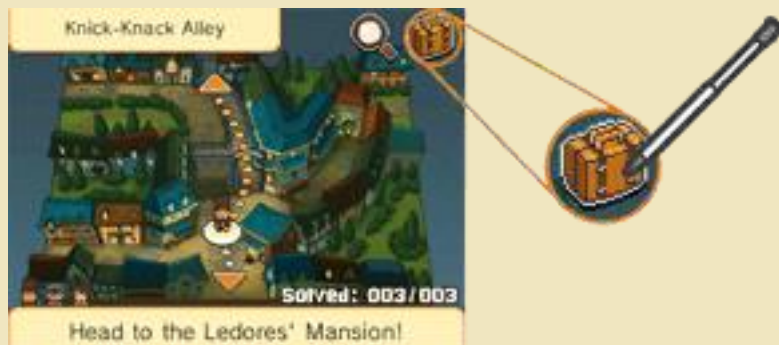 Knick-Knack Alley
Solved: 003/003
Head to the Ledores' Mansion!